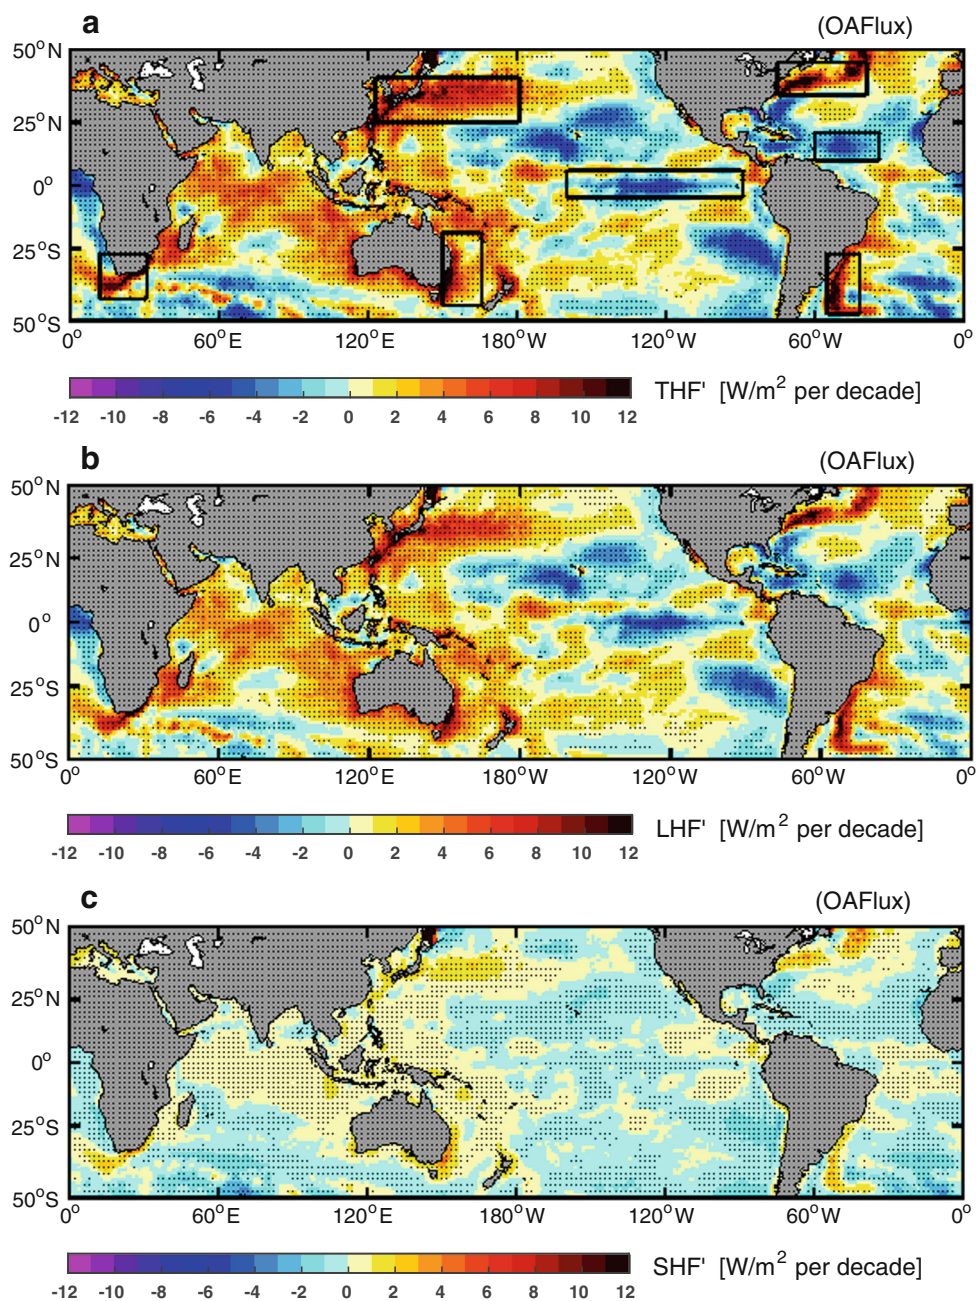 a (OAFlux)
50°N
25°N
0°
25°S
50°S
0° 60°E 120°E 180°W 120°W 60°W 0°
-12 -10 -8 -6 -4 -2 0 2 4 6 8 10 12
THF' [W/m² per decade]
b (OAFlux)
50°N
25°N
0°
25°S
50°S
0° 60°E 120°E 180°W 120°W 60°W 0°
-12 -10 -8 -6 -4 -2 0 2 4 6 8 10 12
LHF' [W/m² per decade]
c (OAFlux)
50°N
25°N
0°
25°S
50°S
0° 60°E 120°E 180°W 120°W 60°W 0°
-12 -10 -8 -6 -4 -2 0 2 4 6 8 10 12
SHF' [W/m² per decade]